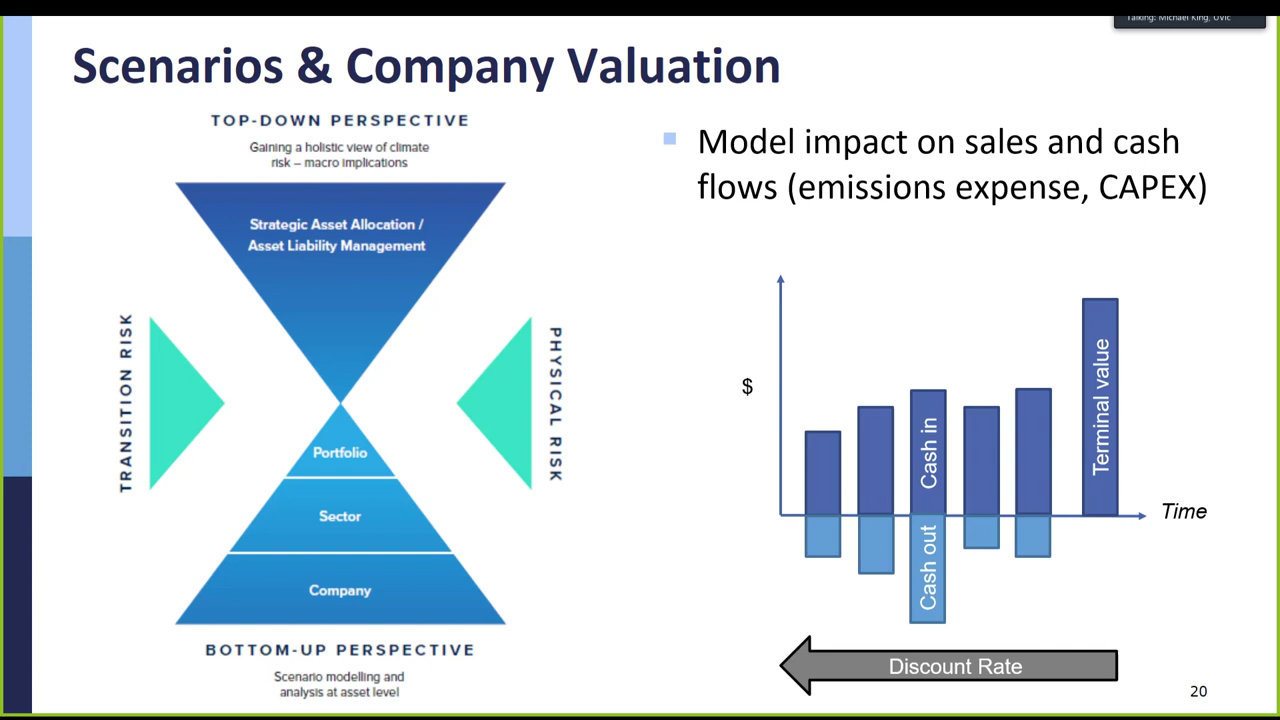 Talking: Michael King, UVic
Scenarios & Company Valuation
TOP-DOWN PERSPECTIVE
Gaining a holistic view of climate
risk – macro implications
Strategic Asset Allocation /
Asset Liability Management
TRANSITION RISK
PHYSICAL RISK
Portfolio
Sector
Company
BOTTOM-UP PERSPECTIVE
Scenario modelling and
analysis at asset level
Model impact on sales and cash
flows (emissions expense, CAPEX)
$
Cash in
Cash out
Terminal value
Time
Discount Rate
20